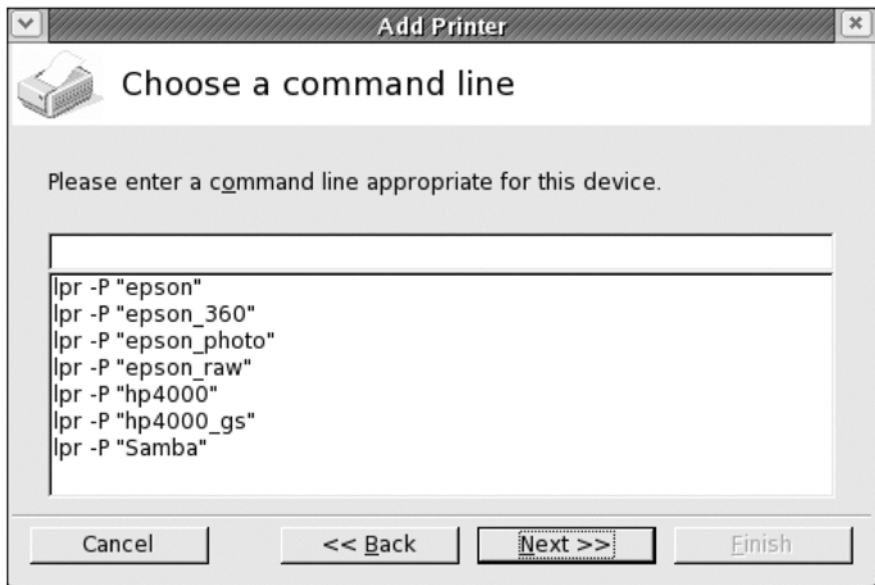 Add Printer
Choose a command line
Please enter a command line appropriate for this device.
lpr -P "epson"
lpr -P "epson_360"
lpr -P "epson_photo"
lpr -P "epson_raw"
lpr -P "hp4000"
lpr -P "hp4000_gs"
lpr -P "Samba"
Cancel
<< Back
Next >>
Finish